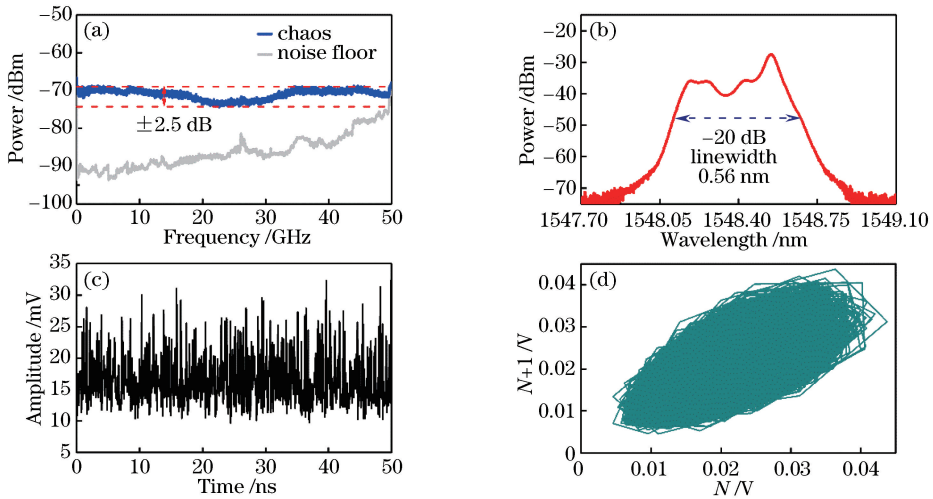 (a)
chaos
noise floor
±2.5 dB
Power /dBm
−50
−60
−70
−80
−90
−100
0 10 20 30 40 50
Frequency /GHz
(b)
−20 dB
linewidth
0.56 nm
Power /dBm
−40
−50
−60
−70
1547.70 1548.05 1548.40 1548.75 1549.10
Wavelength /nm
(c)
Amplitude /mV
35
30
25
20
15
10
5
0 10 20 30 40 50
Time /ns
(d)
N+1 /V
0.04
0.03
0.02
0.01
0
0 0.01 0.02 0.03 0.04
N /V